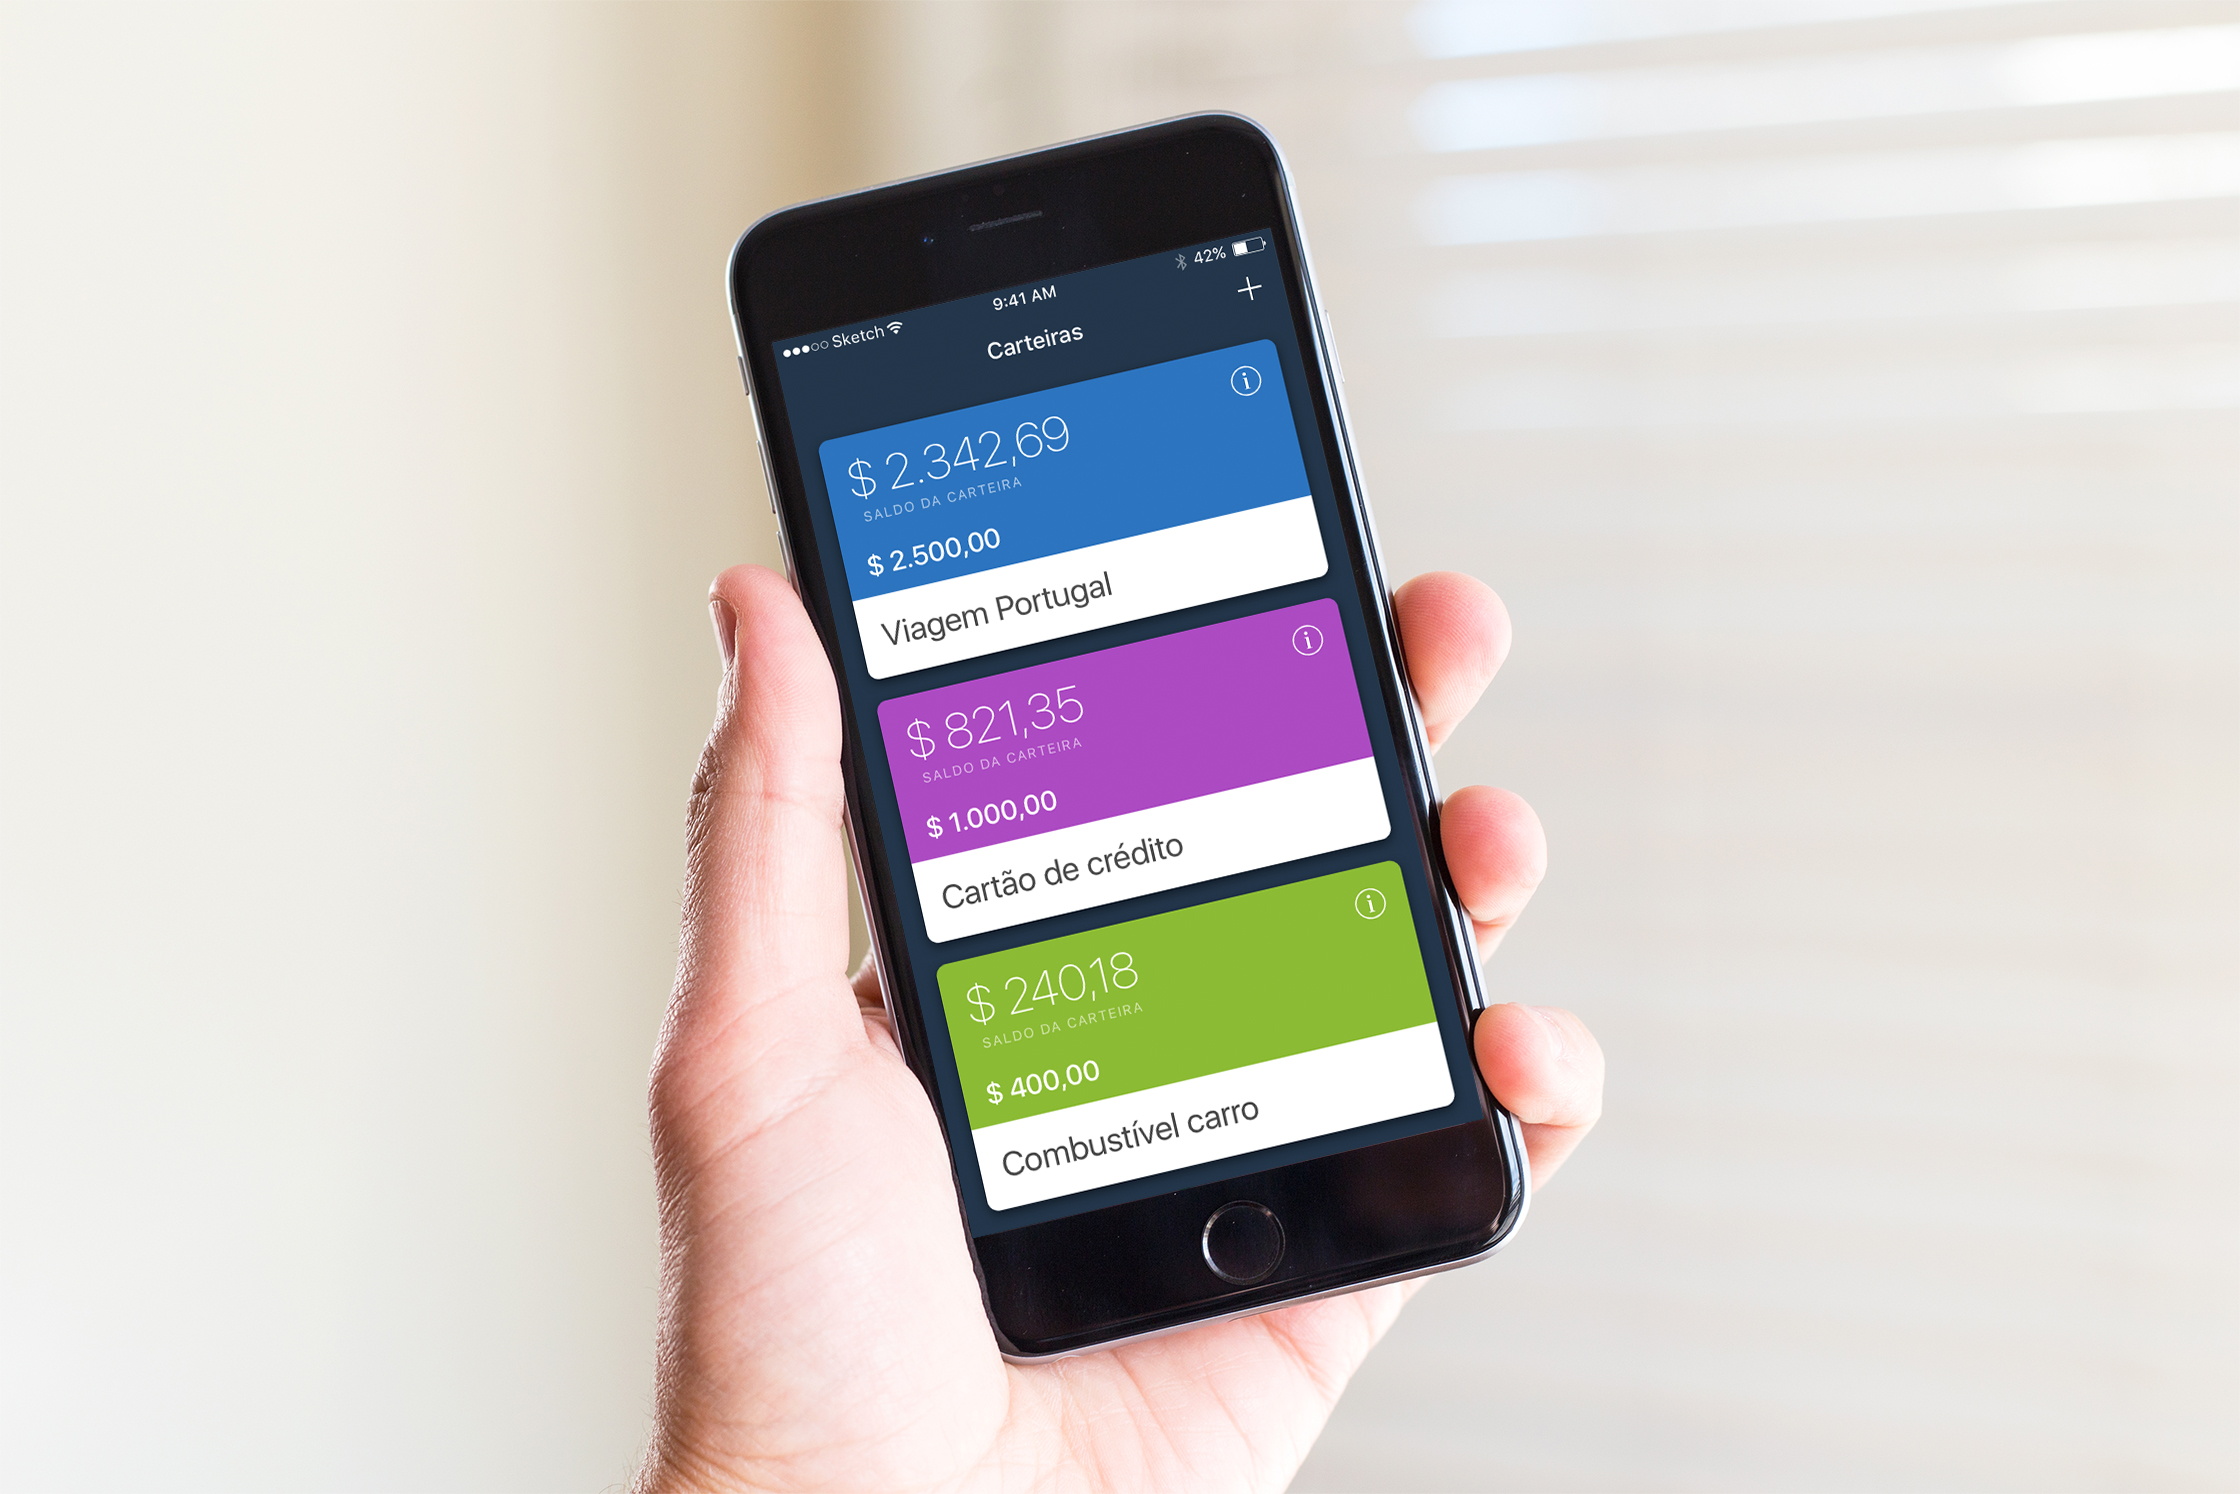 Sketch
9:41 AM
42%
Carteiras
+
$ 2.342,69
SALDO DA CARTEIRA
$ 2.500,00
Viagem Portugal
$ 821,35
SALDO DA CARTEIRA
$ 1.000,00
Cartão de crédito
$ 240,18
SALDO DA CARTEIRA
$ 400,00
Combustível carro